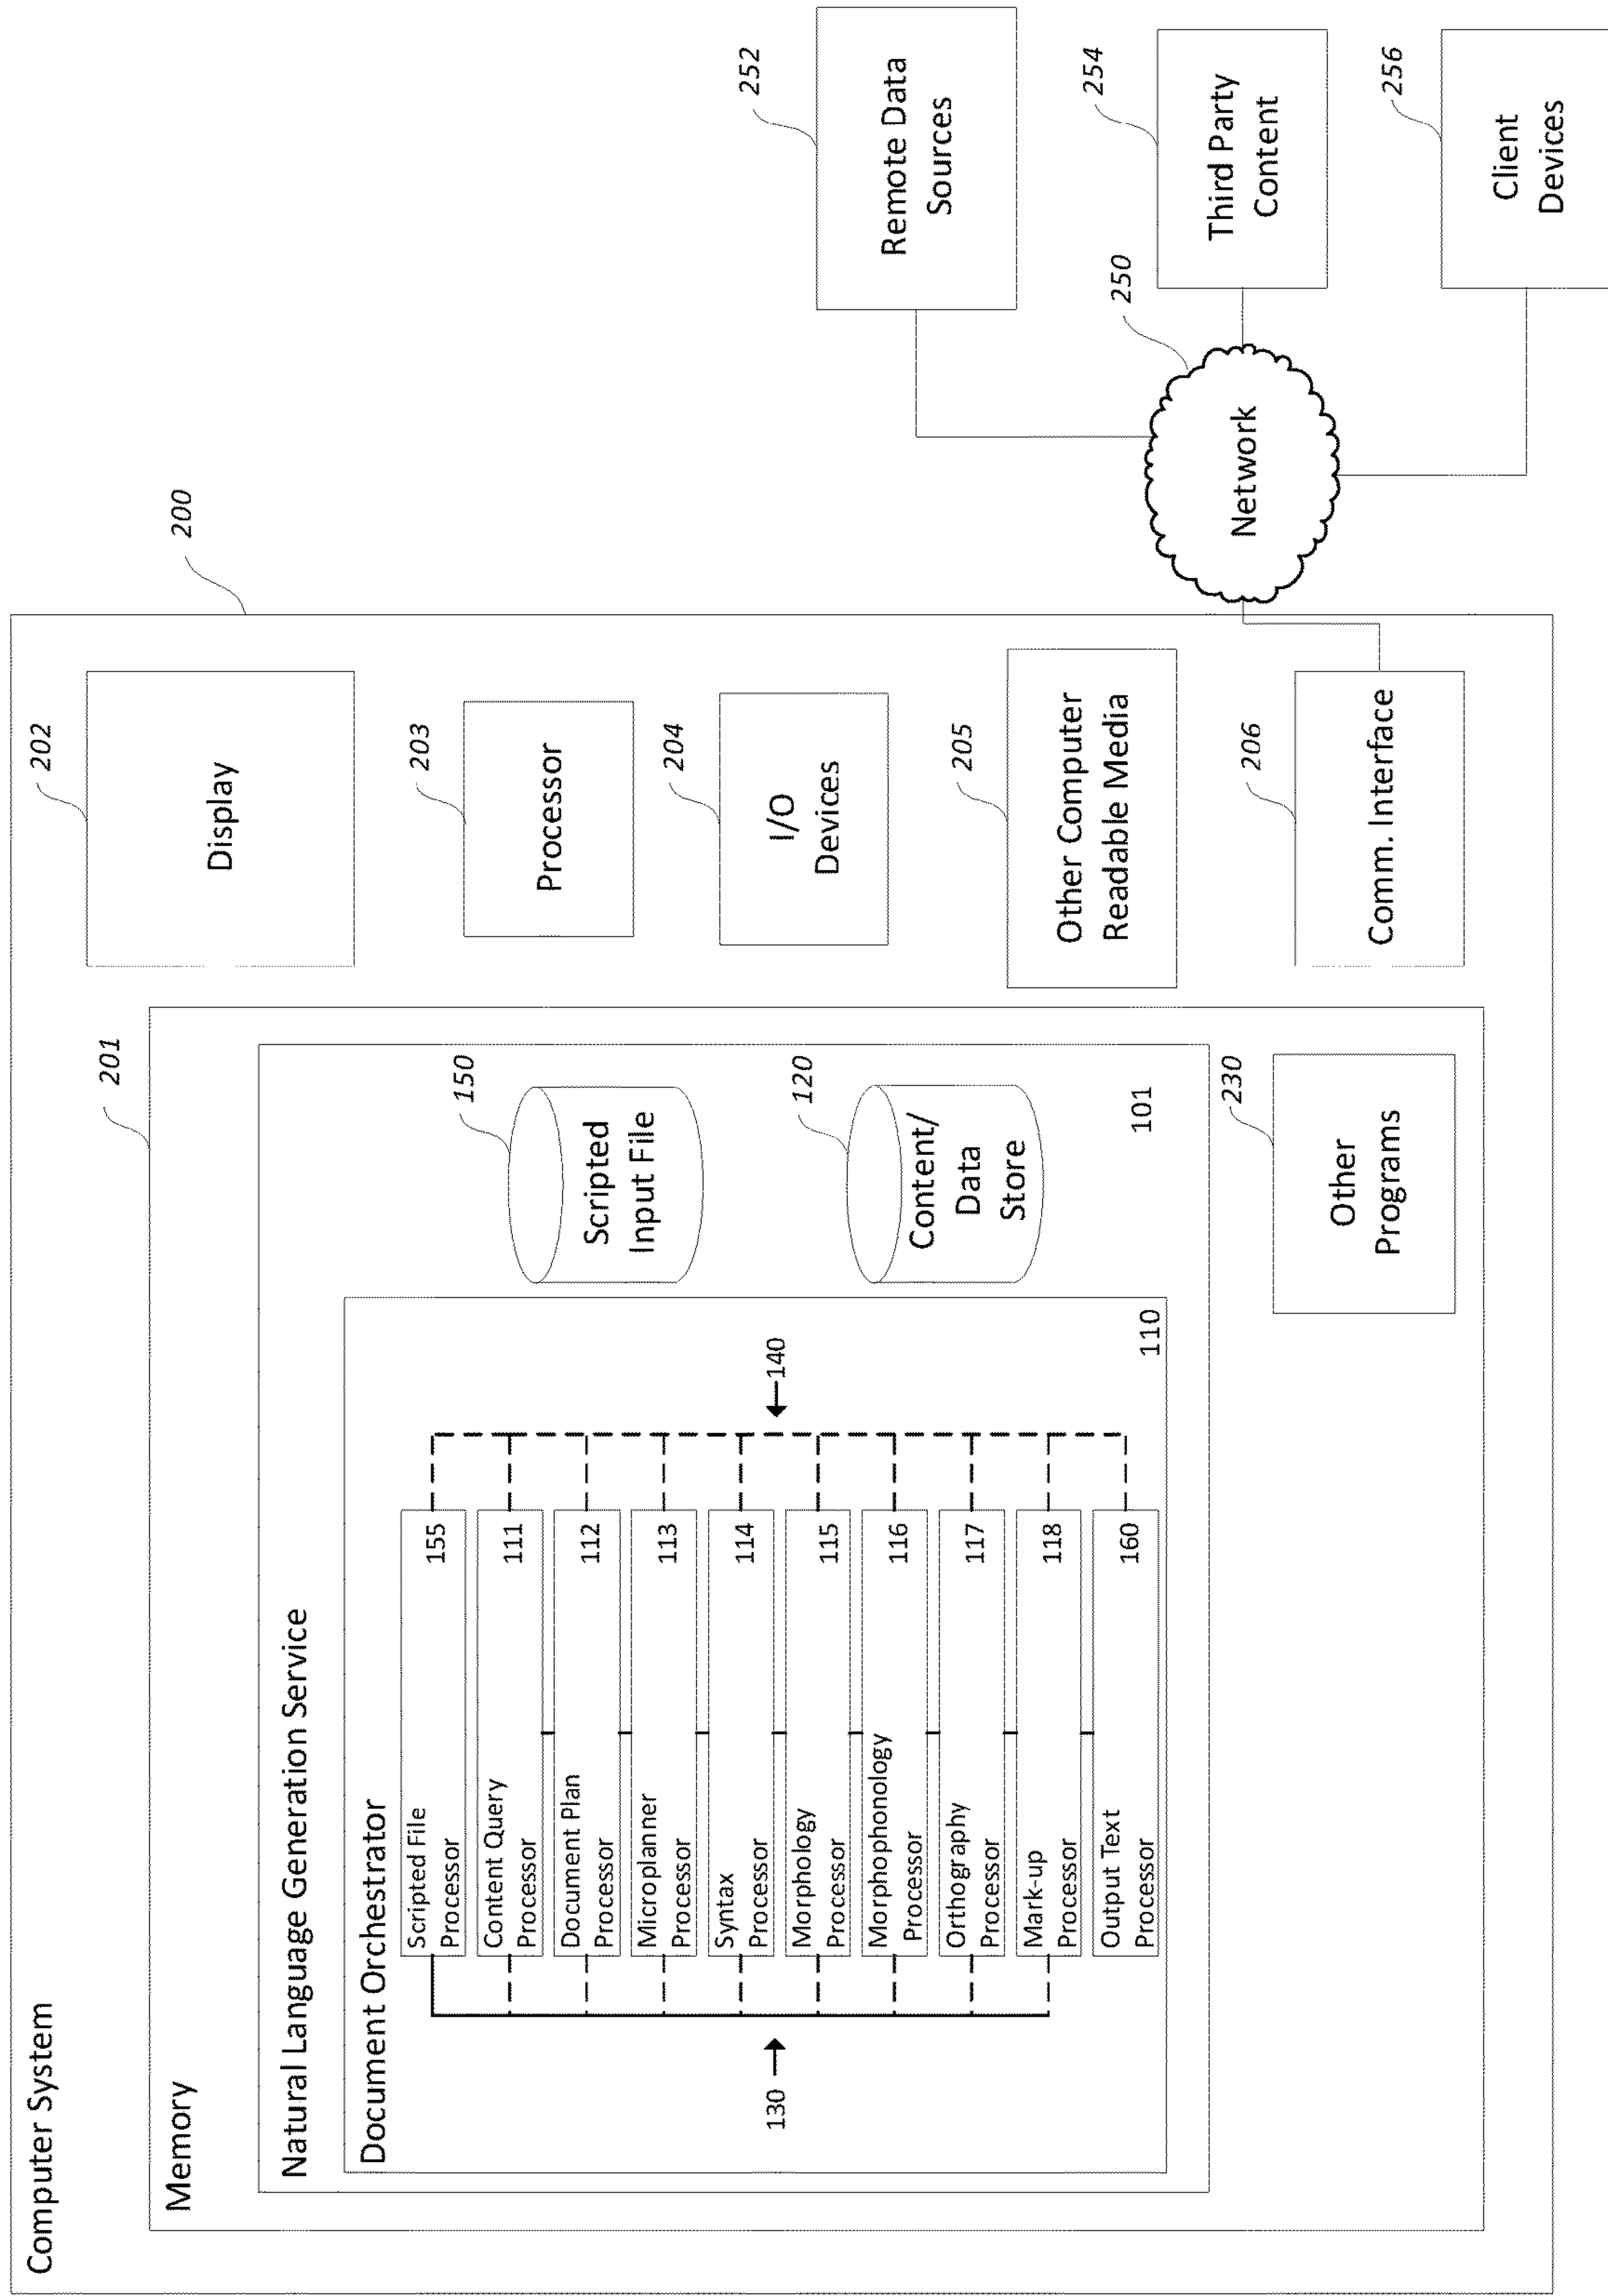 Computer System
200
Memory
201
Natural Language Generation Service
Document Orchestrator
Scripted File
Processor
155
Content Query
Processor
111
Document Plan
Processor
112
Microplanner
Processor
113
Syntax
Processor
114
Morphology
Processor
115
Morphophonology
Processor
116
Orthography
Processor
117
Mark-up
Processor
118
Output Text
Processor
160
130
140
110
150
Scripted
Input File
120
Content/
Data
Store
101
230
Other
Programs
202
Display
203
Processor
204
I/O
Devices
205
Other Computer
Readable Media
206
Comm. Interface
250
Network
252
Remote Data
Sources
254
Third Party
Content
256
Client
Devices